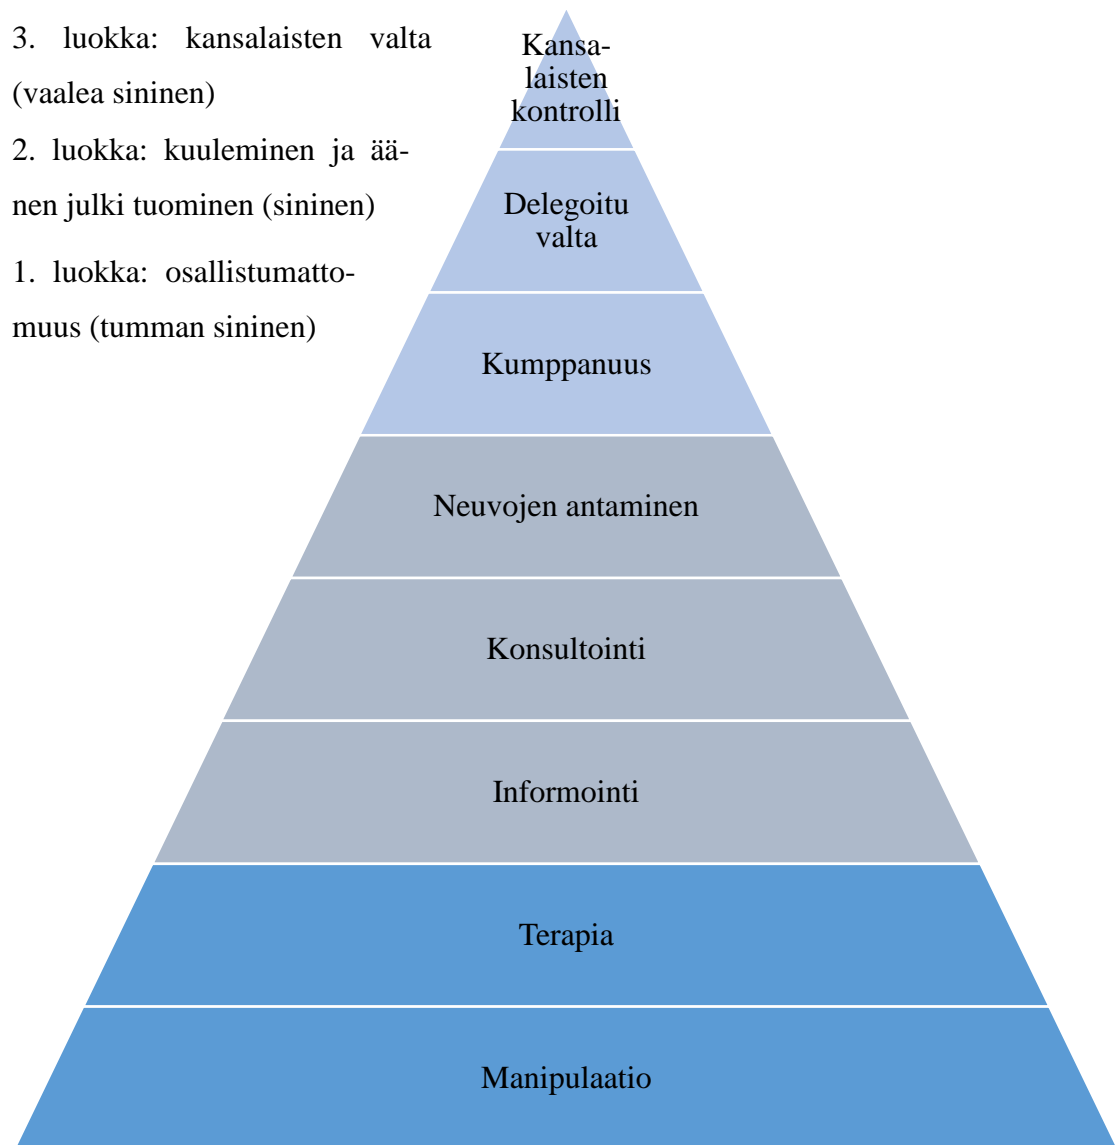 3. luokka: kansalaisten valta
(vaalea sininen)
2. luokka: kuuleminen ja ää-
nen julki tuominen (sininen)
1. luokka: osallistumatto-
muus (tumman sininen)
Kansa-
laisten
kontrolli
Delegoitu
valta
Kumppanuus
Neuvojen antaminen
Konsultointi
Informointi
Terapia
Manipulaatio